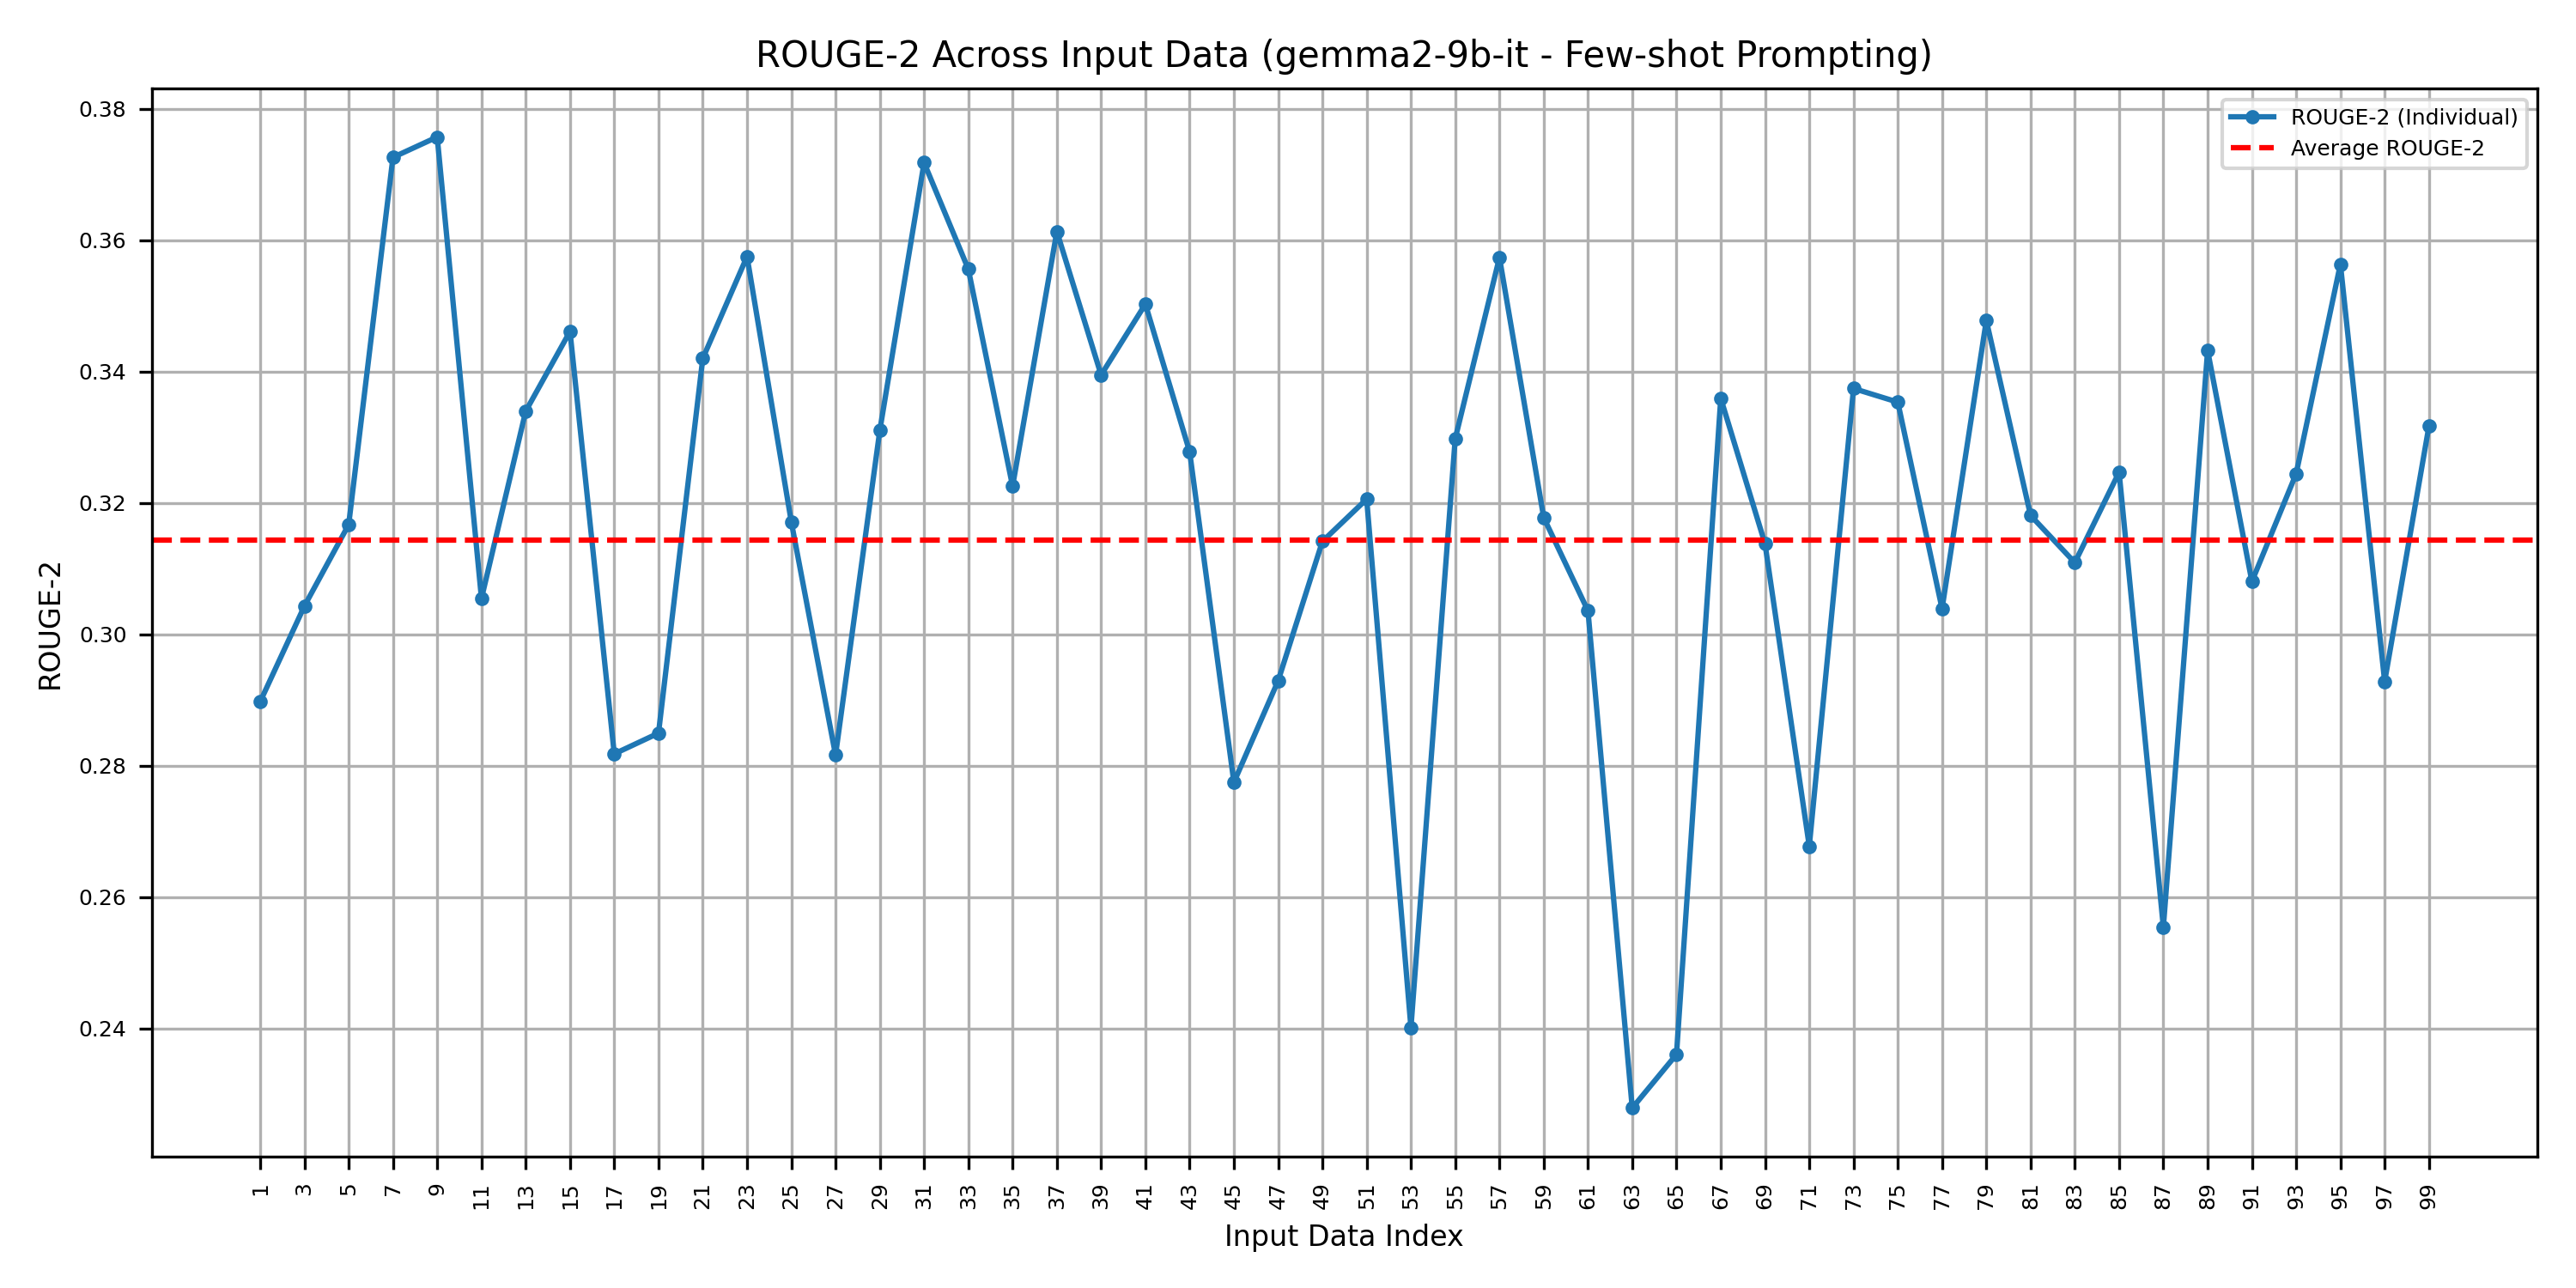 ROUGE-2 Across Input Data (gemma2-9b-it - Few-shot Prompting)
ROUGE-2 (Individual)
Average ROUGE-2
0.38
0.36
0.34
0.32
0.30
0.28
0.26
0.24
ROUGE-2
1 3 5 7 9 11 13 15 17 19 21 23 25 27 29 31 33 35 37 39 41 43 45 47 49 51 53 55 57 59 61 63 65 67 69 71 73 75 77 79 81 83 85 87 89 91 93 95 97 99
Input Data Index